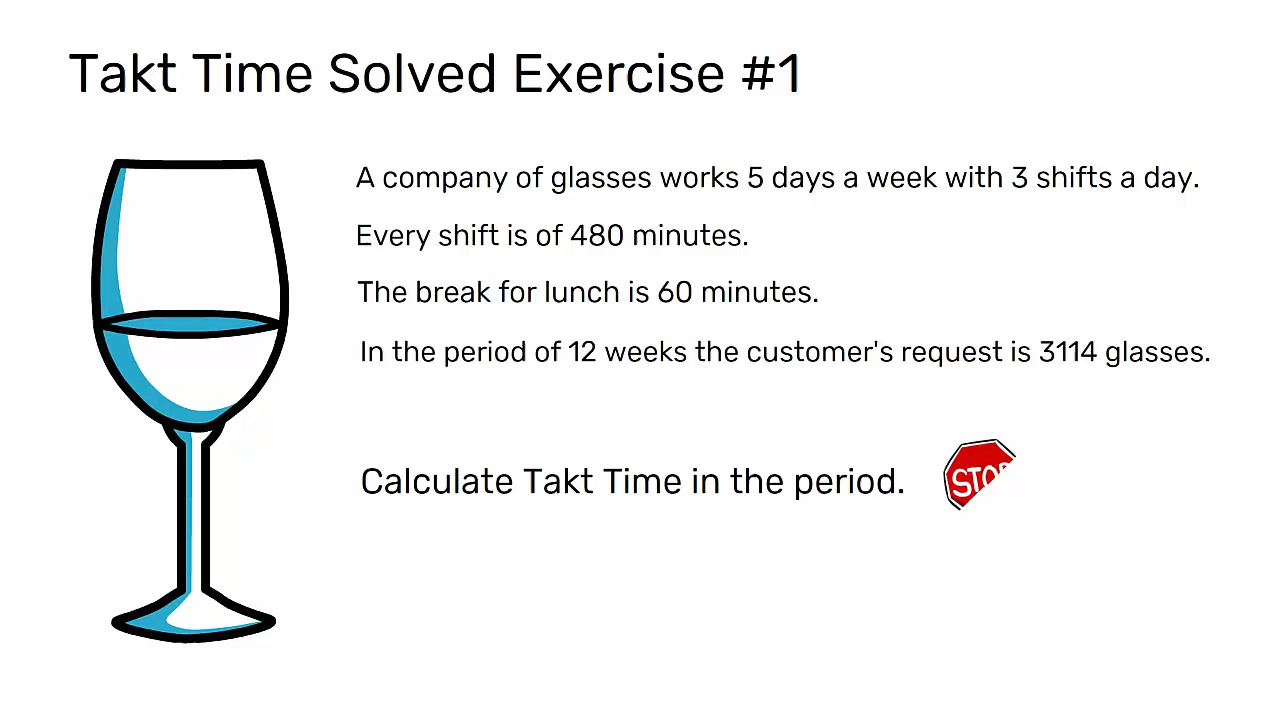 Takt Time Solved Exercise #1
A company of glasses works 5 days a week with 3 shifts a day.
Every shift is of 480 minutes.
The break for lunch is 60 minutes.
In the period of 12 weeks the customer's request is 3114 glasses.
Calculate Takt Time in the period.